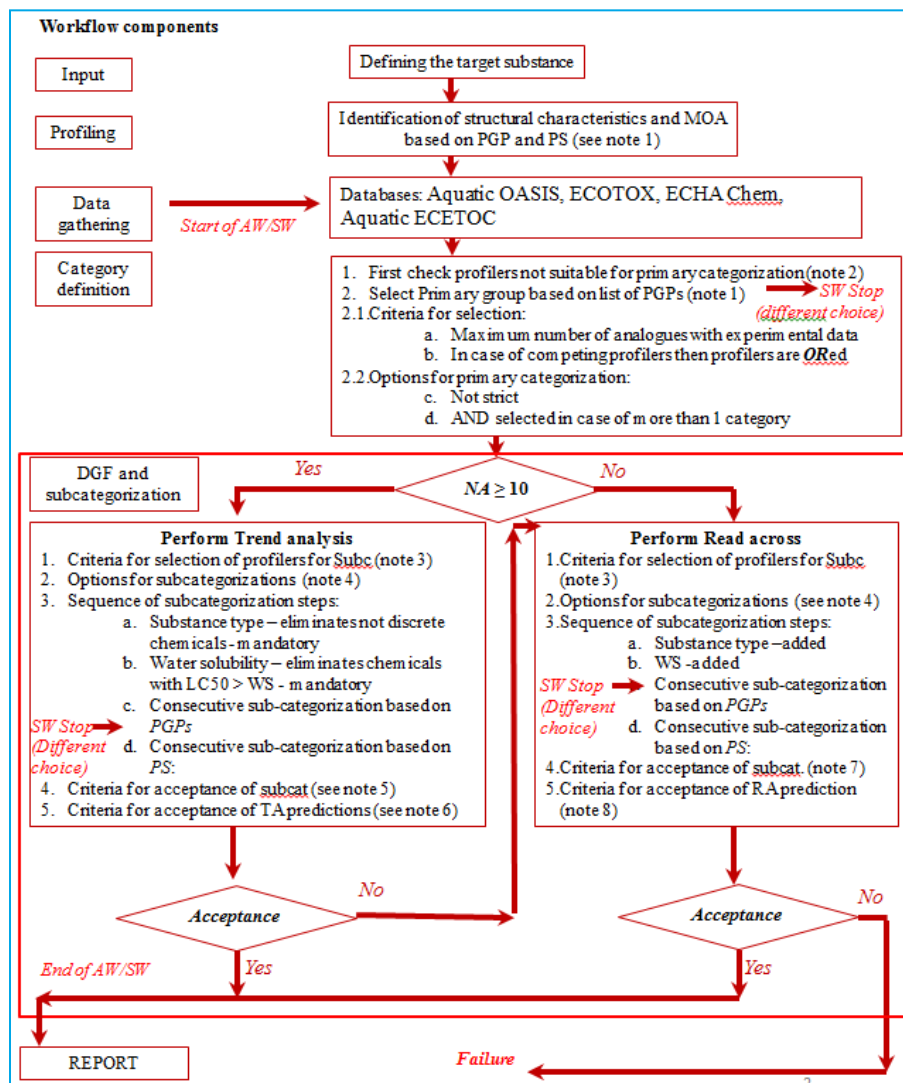 Workflow components
Input
Defining the target substance
Profiling
Identification of structural characteristics and MOA
based on PGP and PS (see note 1)
Data
gathering
Start of AW/SW
Databases: Aquatic OASIS, ECOTOX, ECHA Chem,
Aquatic ECETOC
Category
definition
1. First check profilers not suitable for primary categorization (note 2)
2. Select Primary group based on list of PGPs (note 1)
SW Stop
(different choice)
2.1.Criteria for selection:
a. Maximum number of analogues with experimental data
b. In case of competing profilers then profilers are ORed
2.2.Options for primary categorization:
c. Not strict
d. AND selected in case of more than 1 category
DGF and
subcategorization
Yes
NA ≥ 10
No
Perform Trend analysis
1. Criteria for selection of profilers for Subc.(note 3)
2. Options for subcategorizations (note 4)
3. Sequence of subcategorization steps:
a. Substance type – eliminates not discrete
chemicals - mandatory
b. Water solubility – eliminates chemicals
with LC50 > WS - mandatory
c. Consecutive sub-categorization based on
PGPs
SW Stop
(Different
choice)
d. Consecutive sub-categorization based on
PS:
4. Criteria for acceptance of subcat (see note 5)
5. Criteria for acceptance of TA predictions (see note 6)
Perform Read across
1.Criteria for selection of profilers for Subc.
(note 3)
2.Options for subcategorizations (see note 4)
3.Sequence of subcategorization steps:
a. Substance type –added
b. WS -added
SW Stop
(Different
choice)
Consecutive sub-categorization
based on PGPs
d. Consecutive sub-categorization
based on PS:
4.Criteria for acceptance of subcat. (note 7)
5.Criteria for acceptance of RA prediction
(note 8)
Acceptance
No
Yes
Acceptance
No
Yes
End of AW/SW
REPORT
Failure